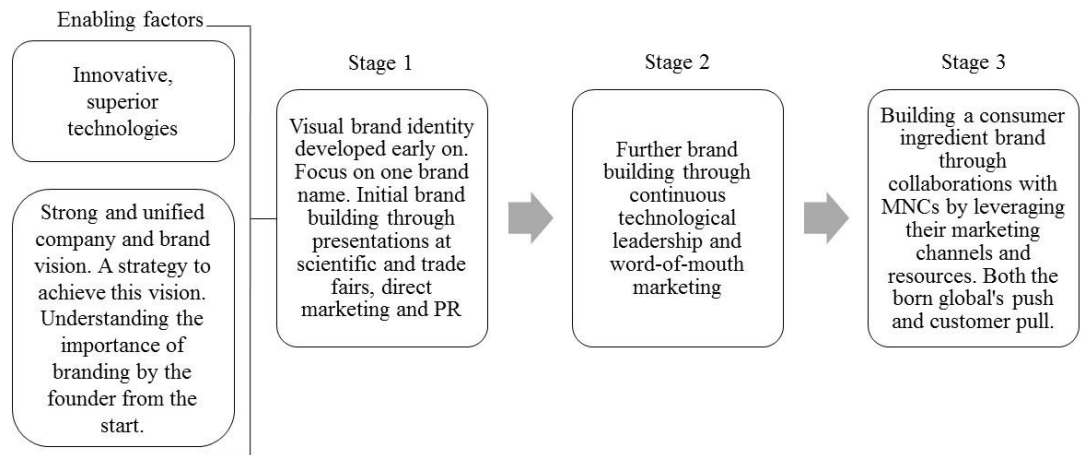 Enabling factors
Innovative,
superior
technologies
Strong and unified
company and brand
vision. A strategy to
achieve this vision.
Understanding the
importance of
branding by the
founder from the
start.
Stage 1
Visual brand identity
developed early on.
Focus on one brand
name. Initial brand
building through
presentations at
scientific and trade
fairs, direct
marketing and PR
Stage 2
Further brand
building through
continuous
technological
leadership and
word-of-mouth
marketing
Stage 3
Building a consumer
ingredient brand
through
collaborations with
MNCs by leveraging
their marketing
channels and
resources. Both the
born global's push
and customer pull.